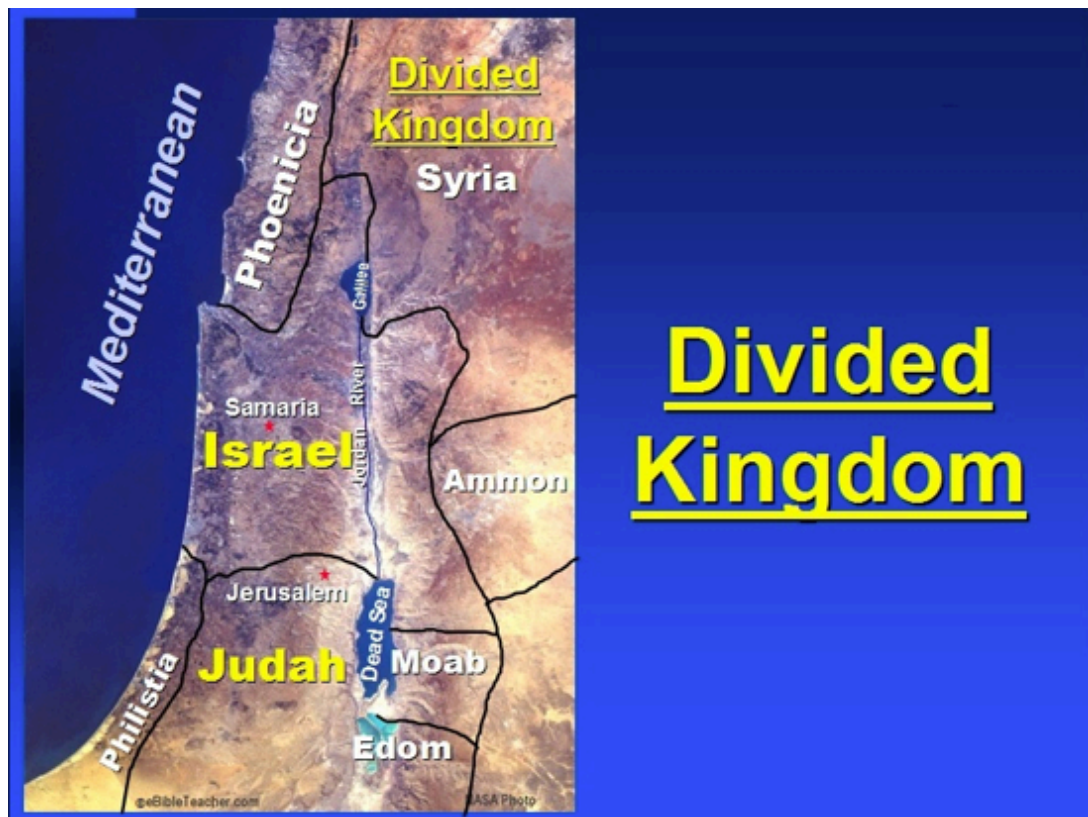 Divided
Kingdom
Syria
Phoenicia
Mediterranean
Galilee
Jordan River
Samaria
Israel
Ammon
Jerusalem
Judah
Dead Sea
Moab
Philistia
Edom
©eBibleTeacher.com
NASA Photo
Divided
Kingdom